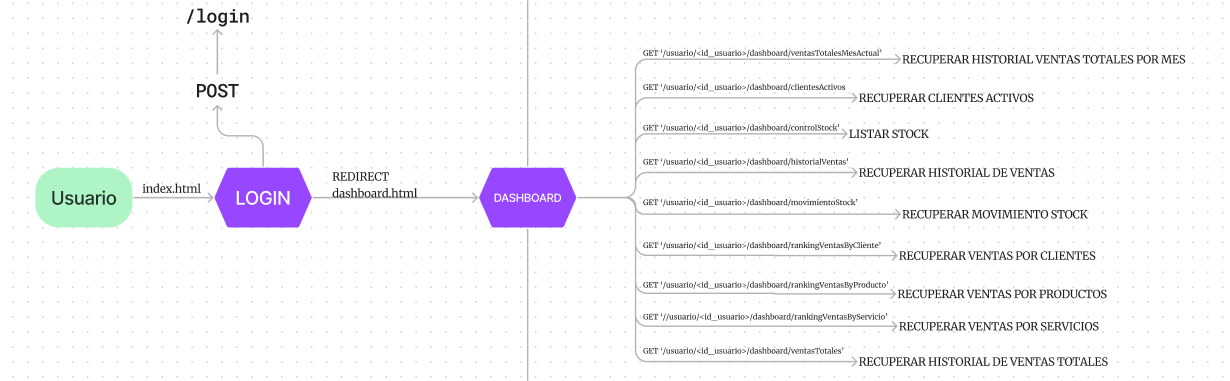 /login
POST
Usuario
index.html
LOGIN
REDIRECT
dashboard.html
DASHBOARD
GET '/usuario/<id_usuario>/dashboard/ventasTotalesMesActual'
RECUPERAR HISTORIAL VENTAS TOTALES POR MES
GET '/usuario/<id_usuario>/dashboard/clientesActivos
RECUPERAR CLIENTES ACTIVOS
GET '/usuario/<id_usuario>/dashboard/controlStock'
LISTAR STOCK
GET '/usuario/<id_usuario>/dashboard/historialVentas'
RECUPERAR HISTORIAL DE VENTAS
GET '/usuario/<id_usuario>/dashboard/movimientoStock'
RECUPERAR MOVIMIENTO STOCK
GET '/usuario/<id_usuario>/dashboard/rankingVentasByCliente'
RECUPERAR VENTAS POR CLIENTES
GET '/usuario/<id_usuario>/dashboard/rankingVentasByProducto'
RECUPERAR VENTAS POR PRODUCTOS
GET '//usuario/<id_usuario>/dashboard/rankingVentasByServicio'
RECUPERAR VENTAS POR SERVICIOS
GET '/usuario/<id_usuario>/dashboard/ventasTotales'
RECUPERAR HISTORIAL DE VENTAS TOTALES